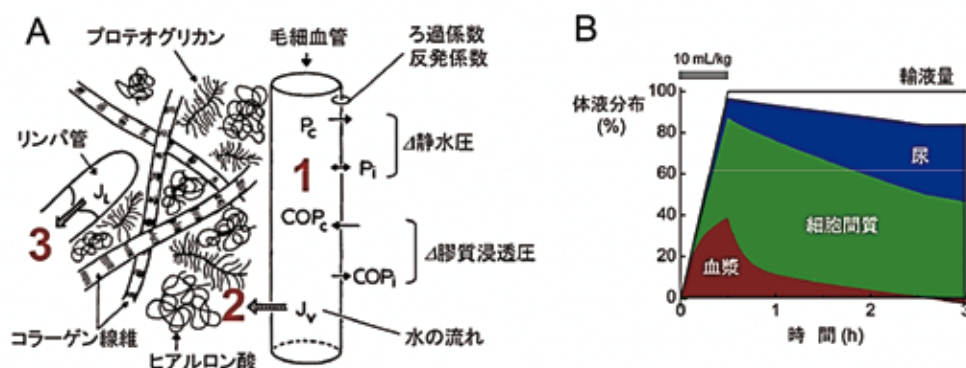 A
プロテオグリカン
毛細血管
ろ過係数
反発係数
リンパ管
Pc
Δ静水圧
1
Pi
JL
COPc
3
Δ膠質浸透圧
COPi
2
Jv
コラーゲン線維
水の流れ
ヒアルロン酸
B
10 mL/kg
輸液量
体液分布
(%)
100
80
60
40
20
0
尿
細胞間質
血漿
0
1
2
3
時 間 (h)